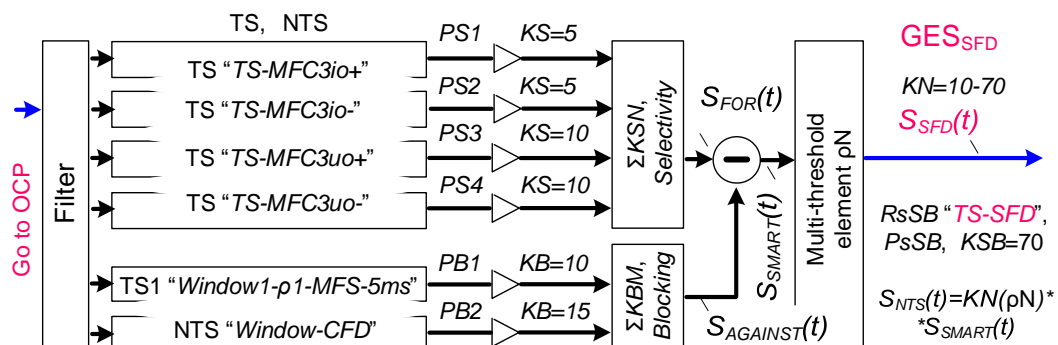 TS, NTS
Go to OCP
Filter
TS “TS-MFC3io+”
TS “TS-MFC3io-”
TS “TS-MFC3uo+”
TS “TS-MFC3uo-”
TS1 “Window1-ρ1-MFS-5ms”
NTS “Window-CFD”
PS1 KS=5
PS2 KS=5
PS3 KS=10
PS4 KS=10
PB1 KB=10
PB2 KB=15
ΣKSN,
Selectivity
ΣKBM,
Blocking
S_FOR(t)
S_SMART(t)
S_AGAINST(t)
Multi-threshold
element ρN
GES_SFD
KN=10-70
S_SFD(t)
RsSB “TS-SFD”,
PsSB, KSB=70
S_NTS(t)=KN(ρN)*
*S_SMART(t)